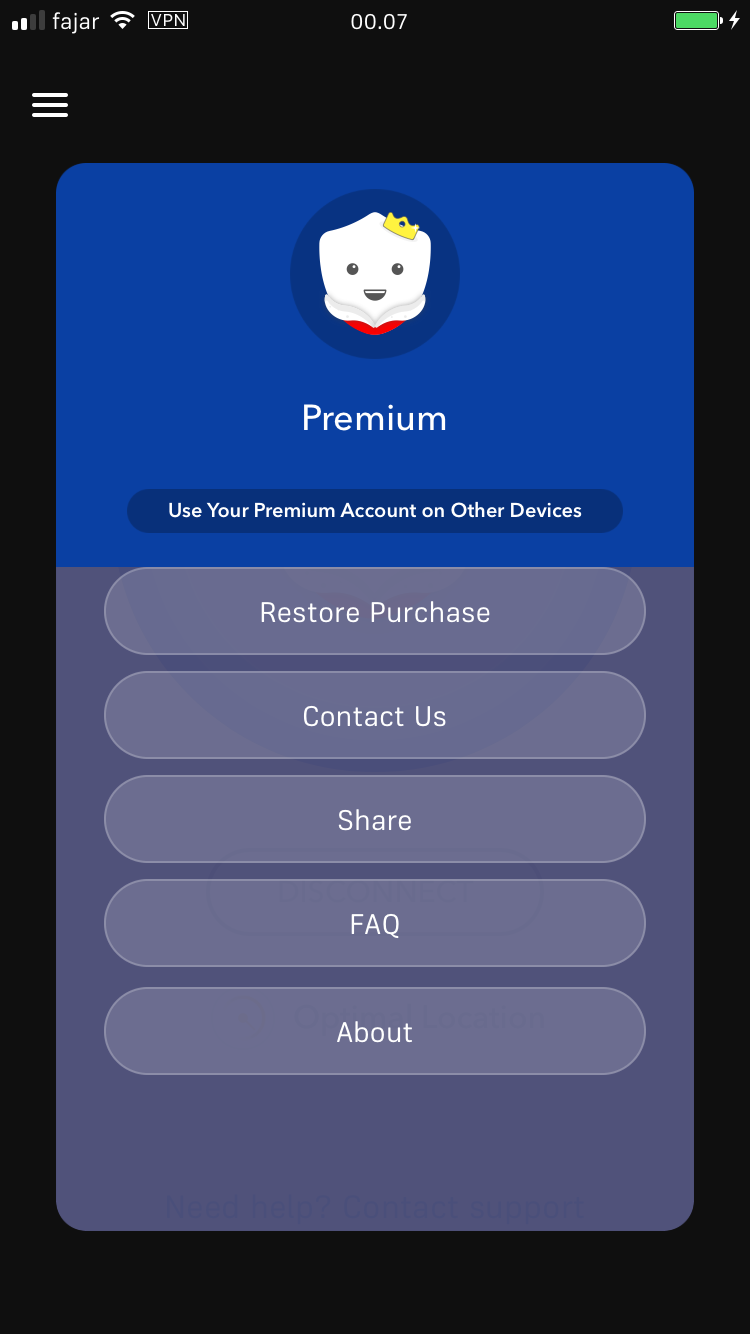 fajar VPN 00.07
Premium
Use Your Premium Account on Other Devices
Restore Purchase
Contact Us
Share
DISCONNECT
FAQ
Optimal Location
About
Need help? Contact support